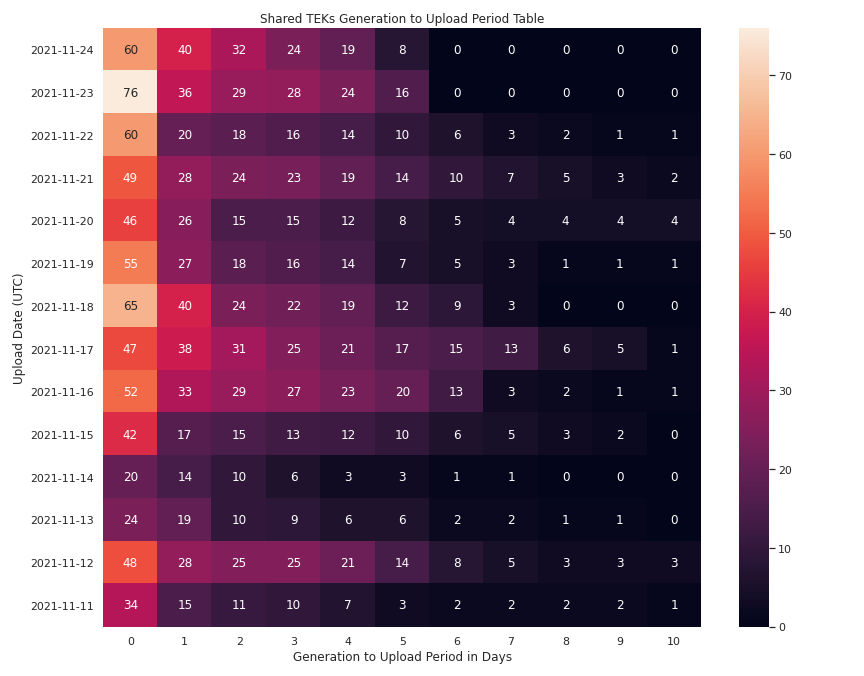 Shared TEKs Generation to Upload Period Table
2021-11-24 60 40 32 24 19 8 0 0 0 0 0
2021-11-23 76 36 29 28 24 16 0 0 0 0 0
2021-11-22 60 20 18 16 14 10 6 3 2 1 1
2021-11-21 49 28 24 23 19 14 10 7 5 3 2
2021-11-20 46 26 15 15 12 8 5 4 4 4 4
2021-11-19 55 27 18 16 14 7 5 3 1 1 1
2021-11-18 65 40 24 22 19 12 9 3 0 0 0
2021-11-17 47 38 31 25 21 17 15 13 6 5 1
2021-11-16 52 33 29 27 23 20 13 3 2 1 1
2021-11-15 42 17 15 13 12 10 6 5 3 2 0
2021-11-14 20 14 10 6 3 3 1 1 0 0 0
2021-11-13 24 19 10 9 6 6 2 2 1 1 0
2021-11-12 48 28 25 25 21 14 8 5 3 3 3
2021-11-11 34 15 11 10 7 3 2 2 2 2 1
0 1 2 3 4 5 6 7 8 9 10
Generation to Upload Period in Days
Upload Date (UTC)
70
60
50
40
30
20
10
0